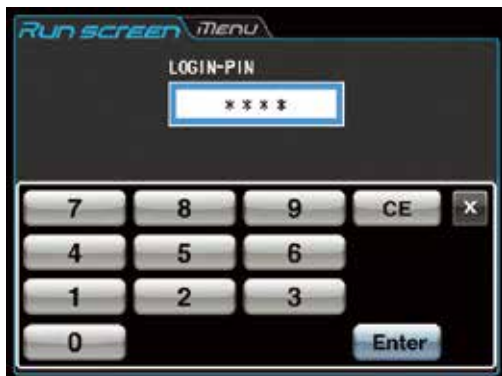 Run screen Menu
LOGIN-PIN
****
7 8 9 CE X
4 5 6
1 2 3
0 Enter